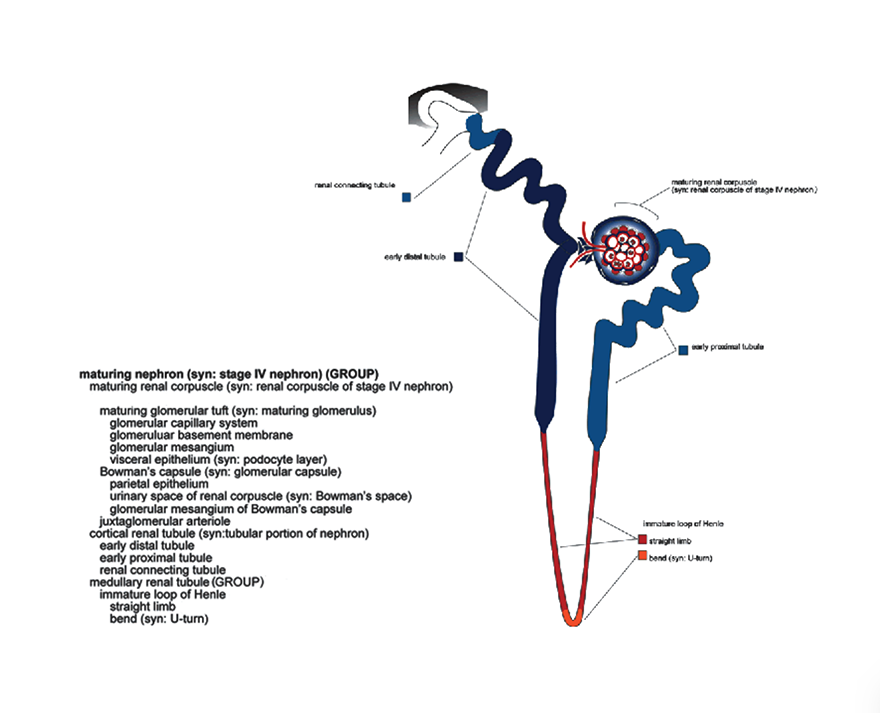 renal connecting tubule
maturing renal corpuscle
(syn: renal corpuscle of stage IV nephron)
early distal tubule
early proximal tubule
maturing nephron (syn: stage IV nephron) (GROUP)
maturing renal corpuscle (syn: renal corpuscle of stage IV nephron)
maturing glomerular tuft (syn: maturing glomerulus)
glomerular capillary system
glomeruluar basement membrane
glomerular mesangium
visceral epithelium (syn: podocyte layer)
Bowman's capsule (syn: glomerular capsule)
parietal epithelium
urinary space of renal corpuscle (syn: Bowman's space)
glomerular mesangium of Bowman's capsule
juxtaglomerular arteriole
cortical renal tubule (syn:tubular portion of nephron)
early distal tubule
early proximal tubule
renal connecting tubule
medullary renal tubule (GROUP)
immature loop of Henle
straight limb
bend (syn: U-turn)
immature loop of Henle
straight limb
bend (syn: U-turn)